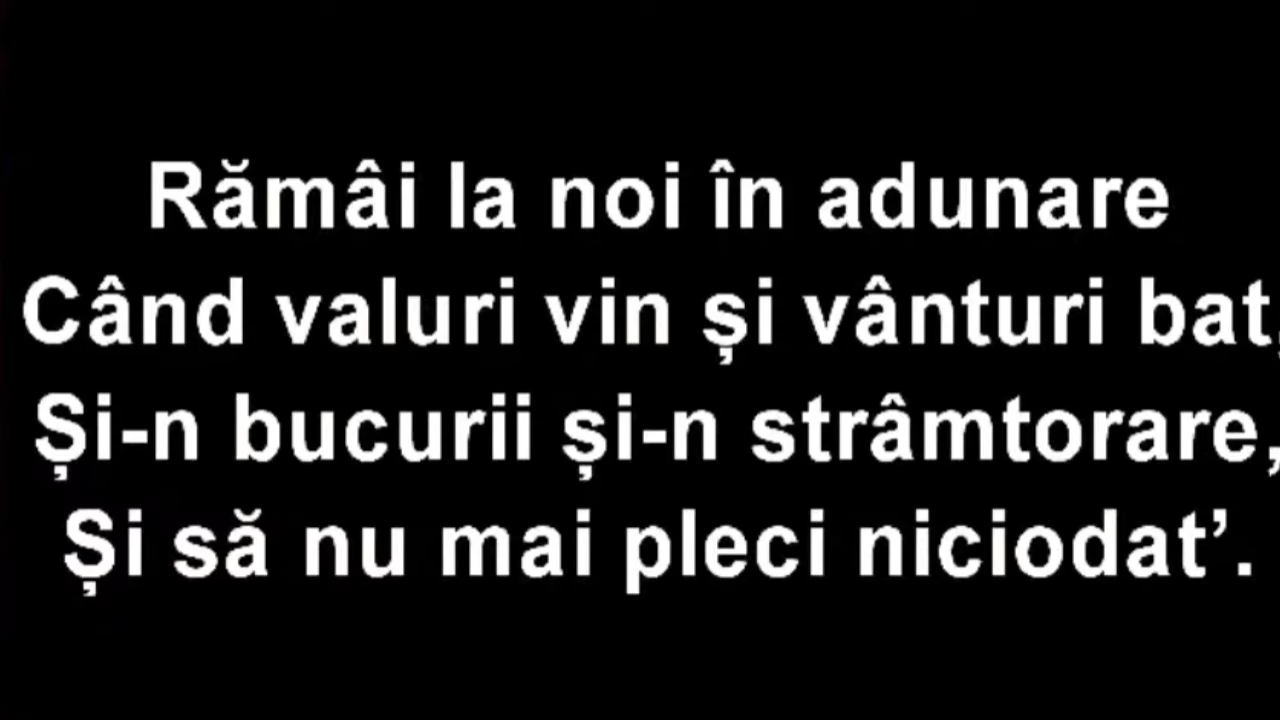 Rămâi la noi în adunare
Când valuri vin și vânturi bat,
Și-n bucurii și-n strâmtorare,
Și să nu mai pleci niciodat’.